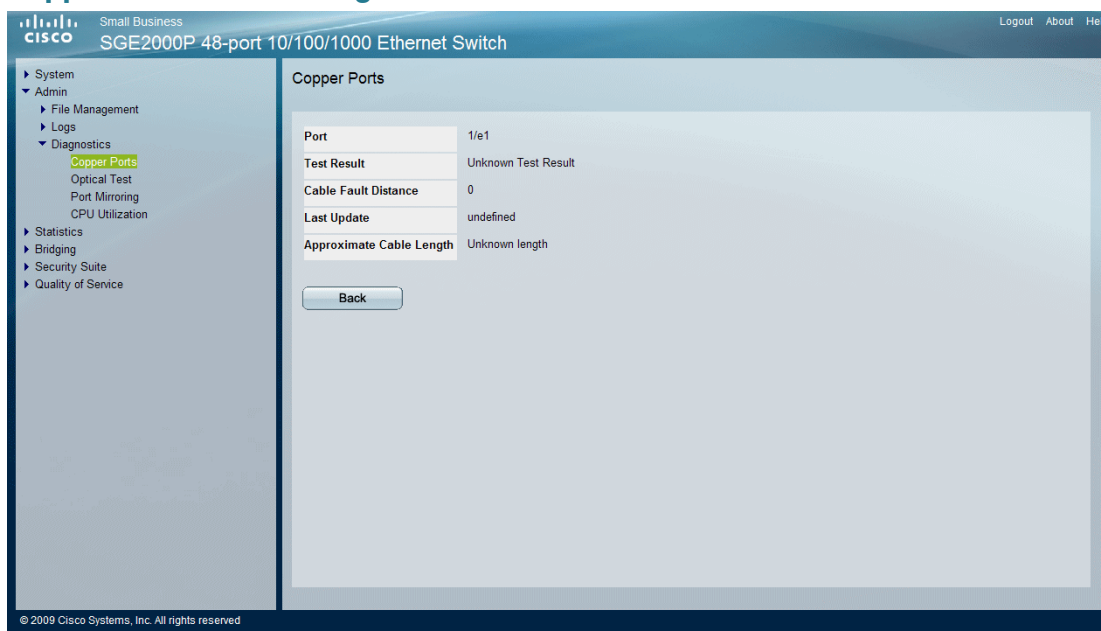 Small Business
CISCO
SGE2000P 48-port 10/100/1000 Ethernet Switch
Logout About He
System
Admin
File Management
Logs
Diagnostics
Copper Ports
Optical Test
Port Mirroring
CPU Utilization
Statistics
Bridging
Security Suite
Quality of Service
Copper Ports
Port 1/e1
Test Result Unknown Test Result
Cable Fault Distance 0
Last Update undefined
Approximate Cable Length Unknown length
Back
© 2009 Cisco Systems, Inc. All rights reserved